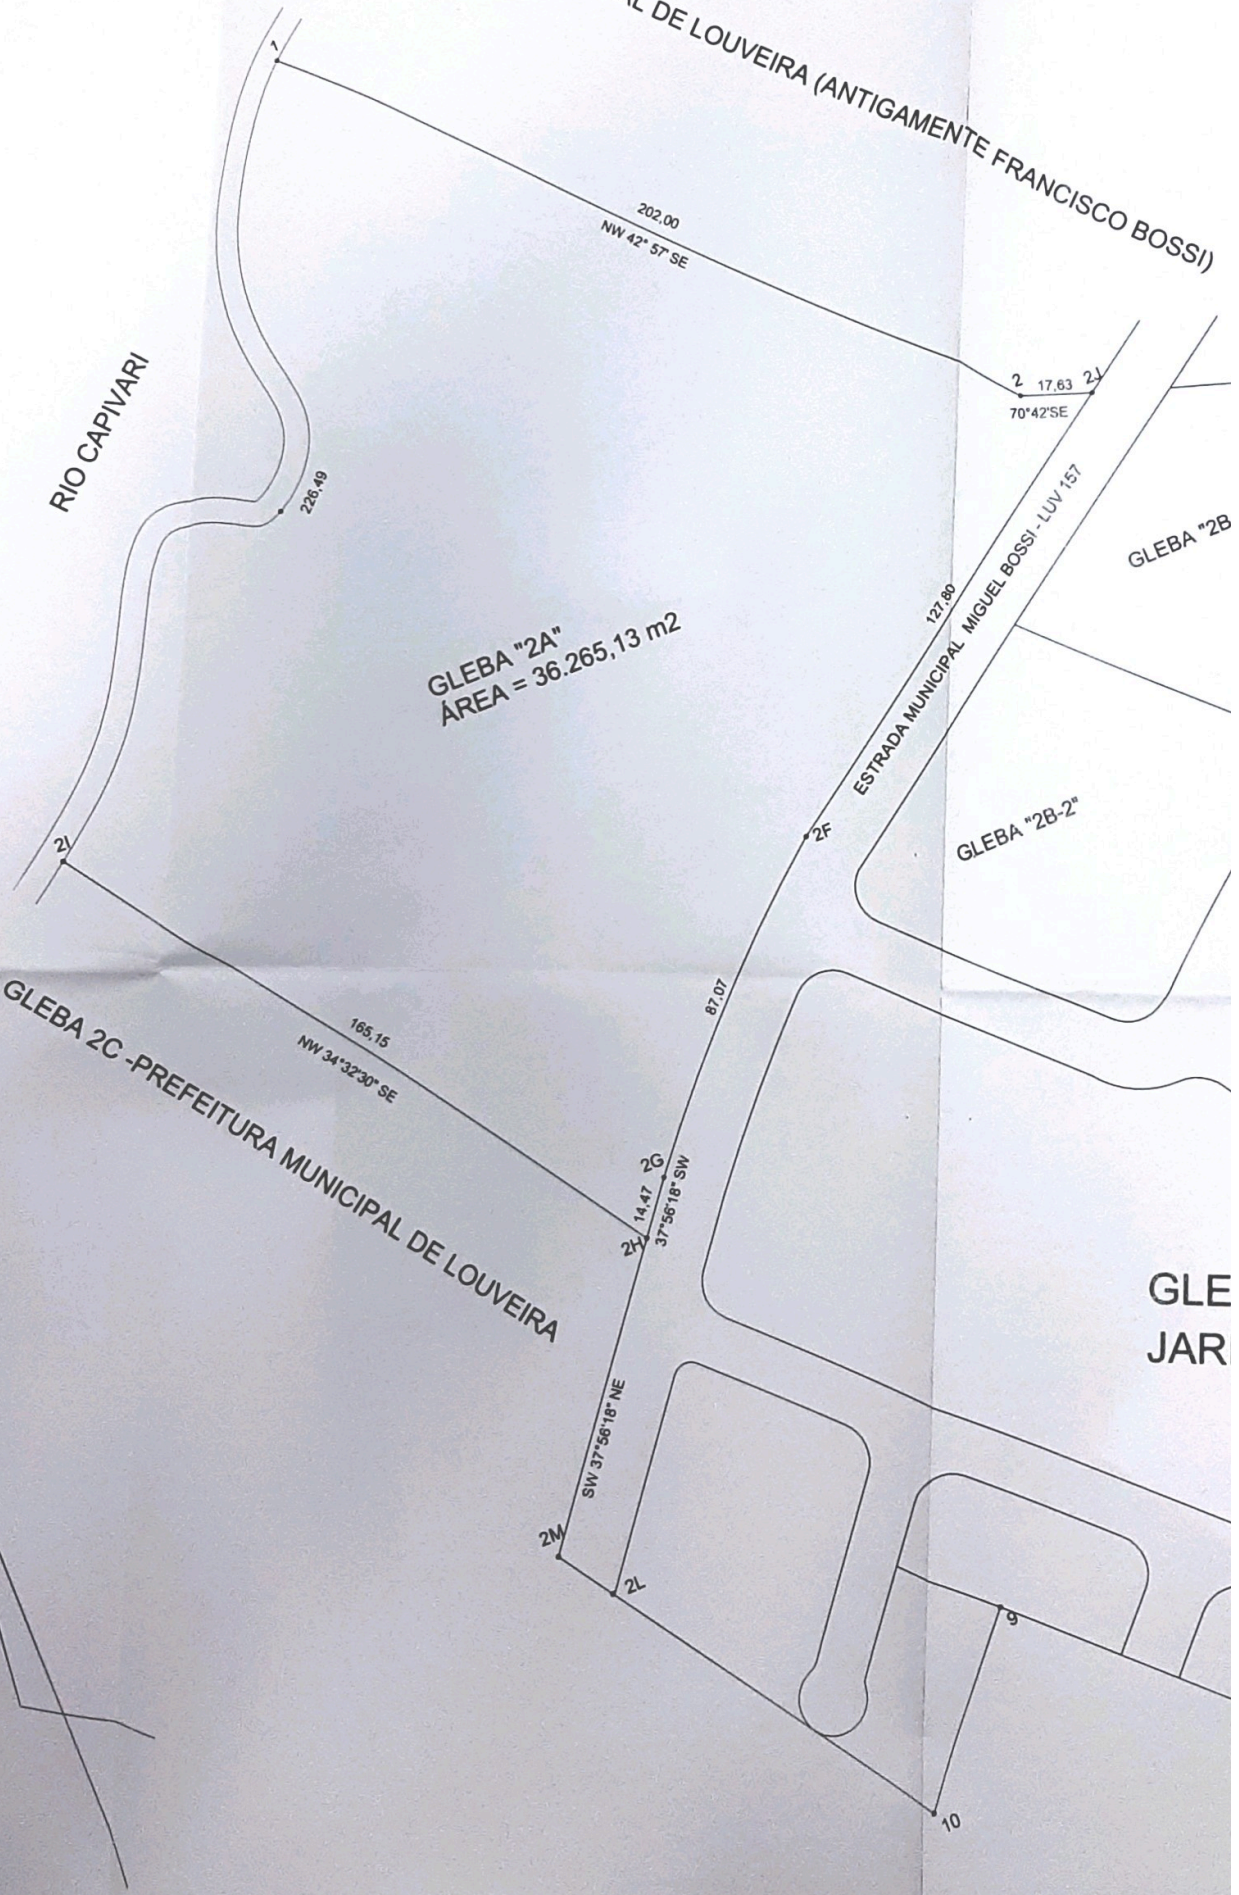 L DE LOUVEIRA (ANTIGAMENTE FRANCISCO BOSSI)
1
202,00
NW 42° 57' SE
2
17,63
2J
70°42'SE
RIO CAPIVARI
226,49
127,80
ESTRADA MUNICIPAL MIGUEL BOSSI - LUV 157
GLEBA "2B
GLEBA "2A"
ÁREA = 36.265,13 m2
2F
GLEBA "2B-2"
2I
87,07
165,15
NW 34°32'30" SE
GLEBA 2C -PREFEITURA MUNICIPAL DE LOUVEIRA
2G
14,47
37°56'18" SW
2H
GLE
JAR
SW 37°56'18" NE
2M
2L
9
10